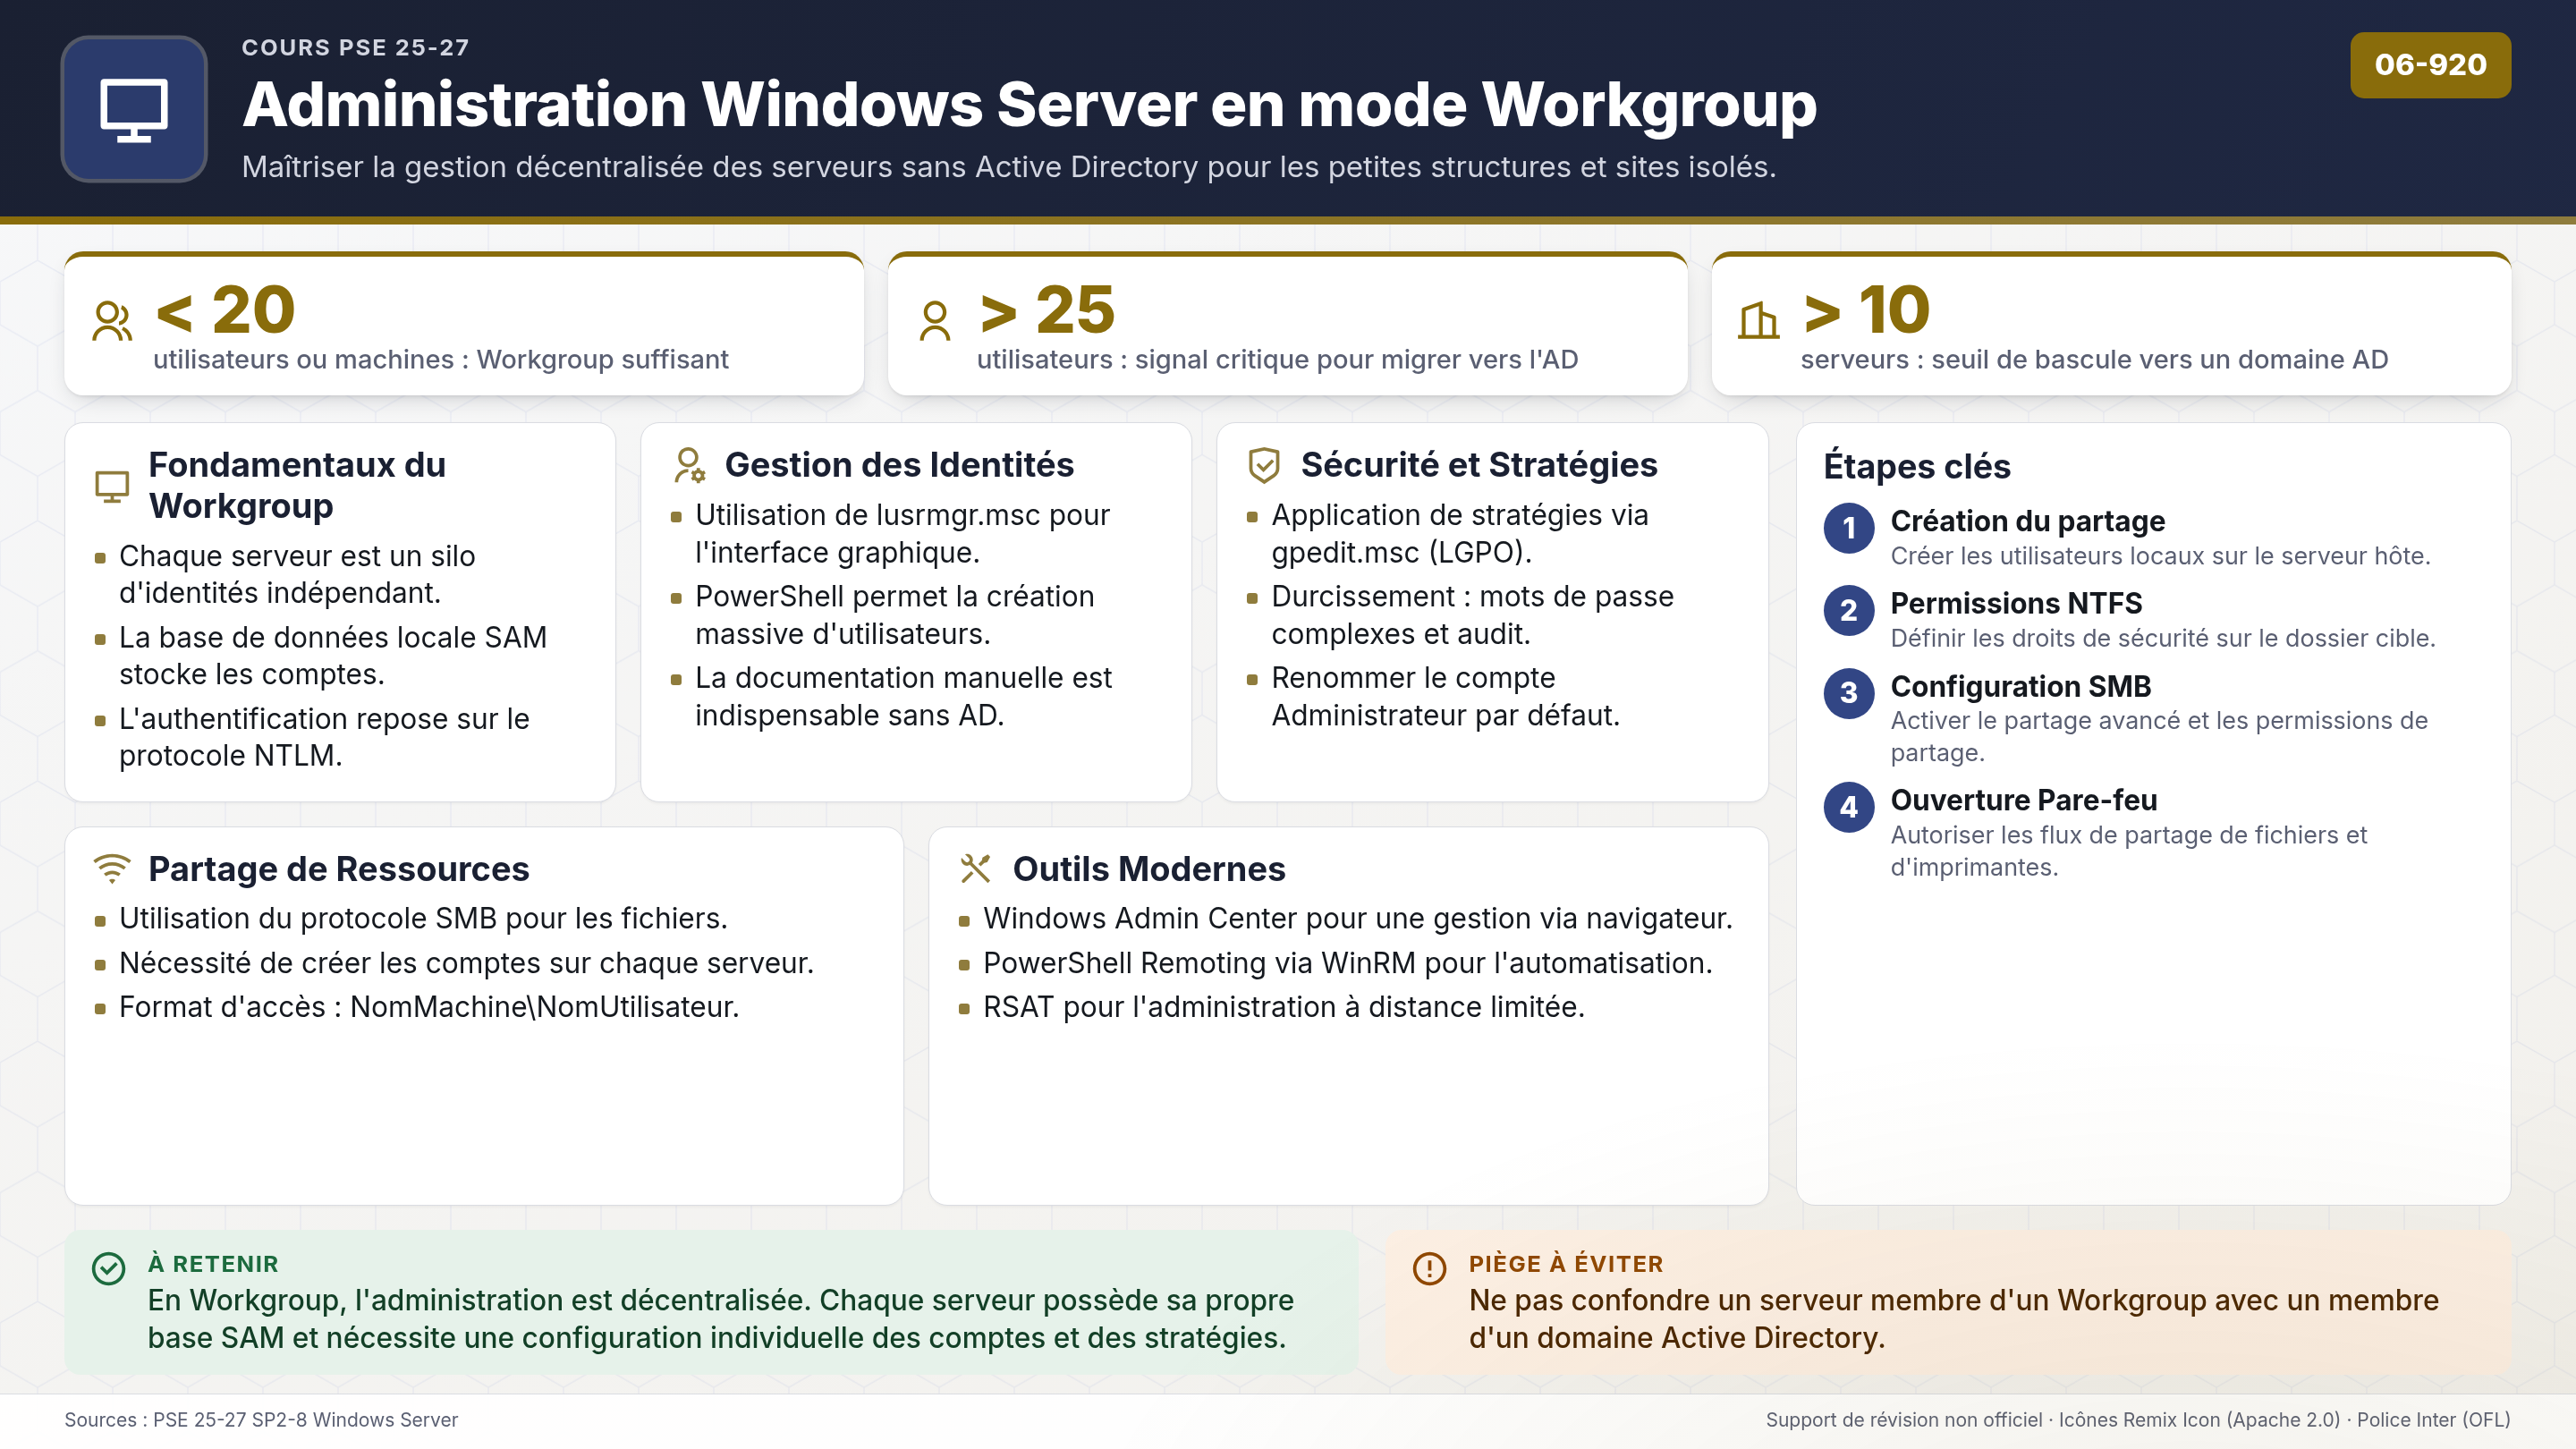 COURS PSE 25-27
Administration Windows Server en mode Workgroup
Maîtriser la gestion décentralisée des serveurs sans Active Directory pour les petites structures et sites isolés.
06-920
< 20
utilisateurs ou machines : Workgroup suffisant
> 25
utilisateurs : signal critique pour migrer vers l'AD
> 10
serveurs : seuil de bascule vers un domaine AD
Fondamentaux du
Workgroup
Chaque serveur est un silo
d'identités indépendant.
La base de données locale SAM
stocke les comptes.
L'authentification repose sur le
protocole NTLM.
Gestion des Identités
Utilisation de lusrmgr.msc pour
l'interface graphique.
PowerShell permet la création
massive d'utilisateurs.
La documentation manuelle est
indispensable sans AD.
Sécurité et Stratégies
Application de stratégies via
gpedit.msc (LGPO).
Durcissement : mots de passe
complexes et audit.
Renommer le compte
Administrateur par défaut.
Partage de Ressources
Utilisation du protocole SMB pour les fichiers.
Nécessité de créer les comptes sur chaque serveur.
Format d'accès : NomMachine\NomUtilisateur.
Outils Modernes
Windows Admin Center pour une gestion via navigateur.
PowerShell Remoting via WinRM pour l'automatisation.
RSAT pour l'administration à distance limitée.
Étapes clés
1 Création du partage
Créer les utilisateurs locaux sur le serveur hôte.
2 Permissions NTFS
Définir les droits de sécurité sur le dossier cible.
3 Configuration SMB
Activer le partage avancé et les permissions de
partage.
4 Ouverture Pare-feu
Autoriser les flux de partage de fichiers et
d'imprimantes.
À RETENIR
En Workgroup, l'administration est décentralisée. Chaque serveur possède sa propre
base SAM et nécessite une configuration individuelle des comptes et des stratégies.
PIÈGE À ÉVITER
Ne pas confondre un serveur membre d'un Workgroup avec un membre
d'un domaine Active Directory.
Sources : PSE 25-27 SP2-8 Windows Server
Support de révision non officiel · Icônes Remix Icon (Apache 2.0) · Police Inter (OFL)